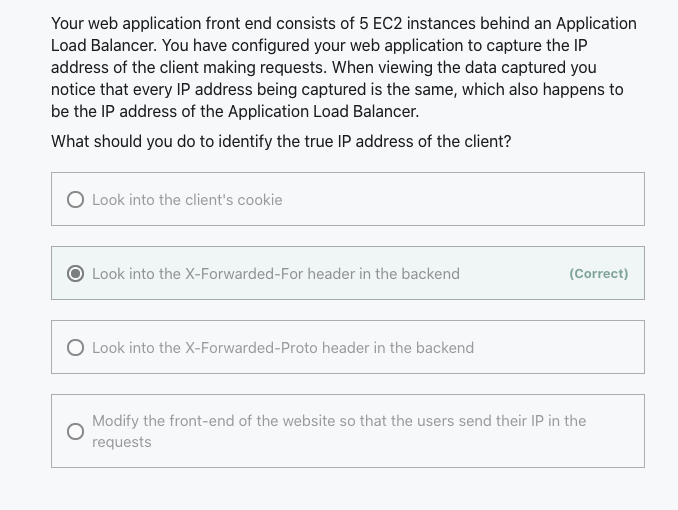 Your web application front end consists of 5 EC2 instances behind an Application
Load Balancer. You have configured your web application to capture the IP
address of the client making requests. When viewing the data captured you
notice that every IP address being captured is the same, which also happens to
be the IP address of the Application Load Balancer.
What should you do to identify the true IP address of the client?
Look into the client's cookie
Look into the X-Forwarded-For header in the backend (Correct)
Look into the X-Forwarded-Proto header in the backend
Modify the front-end of the website so that the users send their IP in the
requests